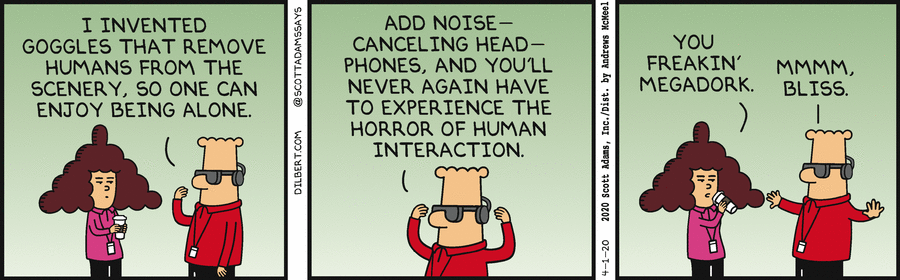 I INVENTED
GOGGLES THAT REMOVE
HUMANS FROM THE
SCENERY, SO ONE CAN
ENJOY BEING ALONE.
DILBERT.COM @SCOTTADAMSSAYS
ADD NOISE-
CANCELING HEAD-
PHONES, AND YOU'LL
NEVER AGAIN HAVE
TO EXPERIENCE THE
HORROR OF HUMAN
INTERACTION.
4-1-20 2020 Scott Adams, Inc./Dist. by Andrews McMeel
YOU
FREAKIN'
MEGADORK.
MMMM,
BLISS.